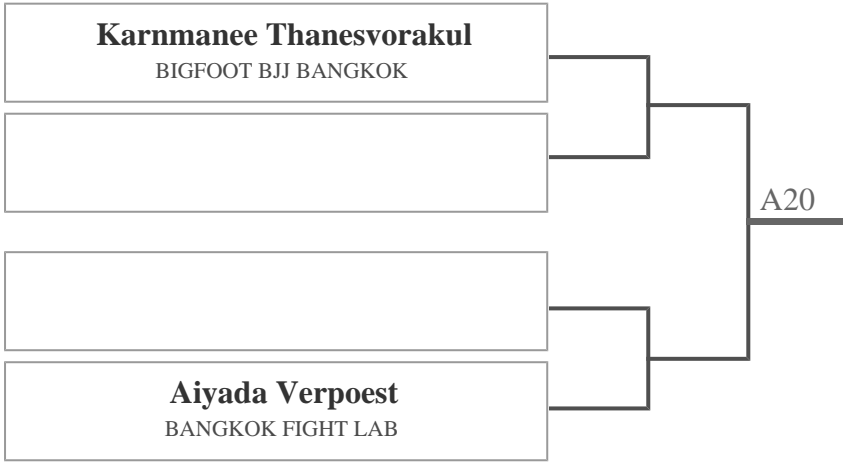 Karnmanee Thanesvorakul
BIGFOOT BJJ BANGKOK
A20
Aiyada Verpoest
BANGKOK FIGHT LAB